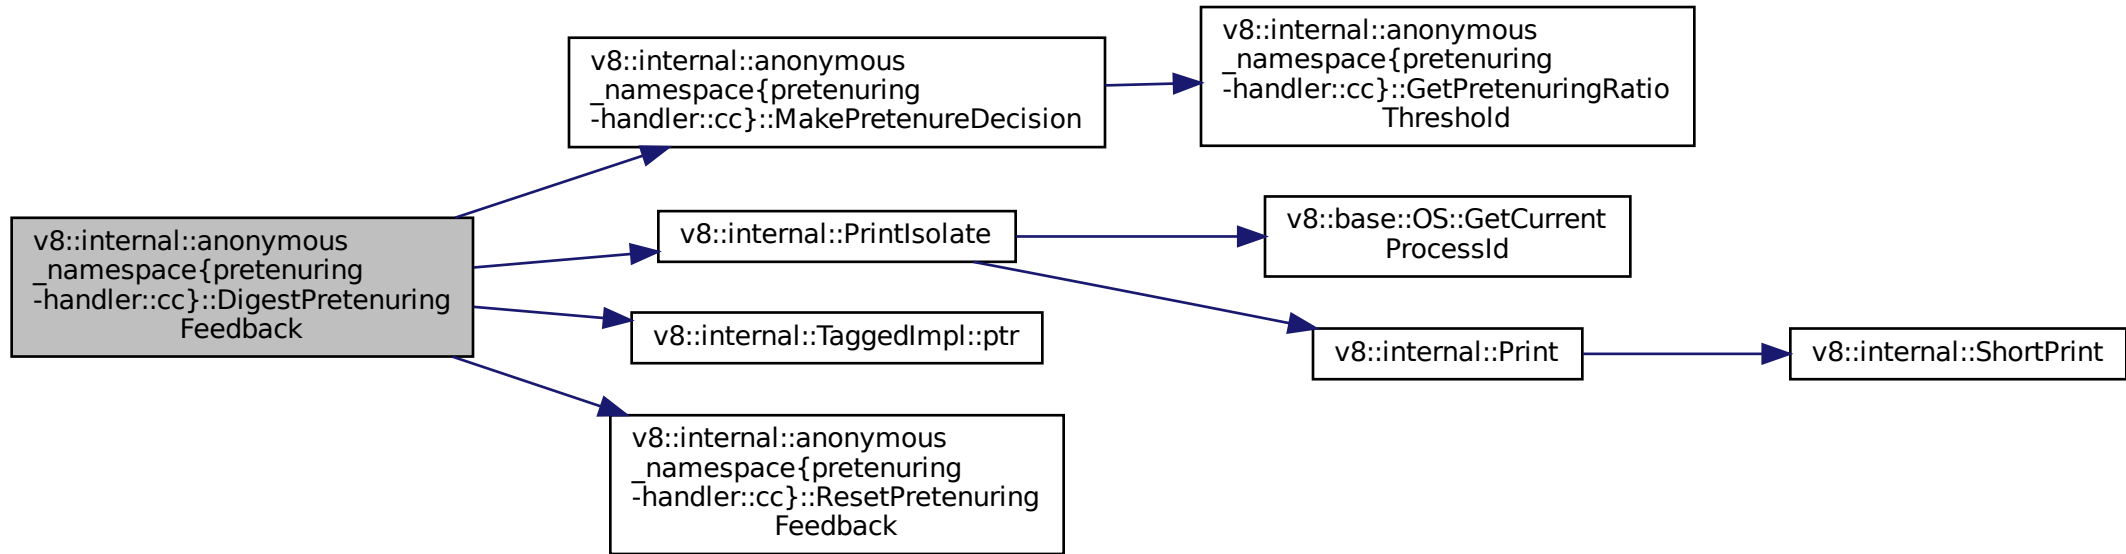 v8::internal::anonymous
_namespace{pretenuring
-handler::cc}::DigestPretenuring
Feedback
v8::internal::anonymous
_namespace{pretenuring
-handler::cc}::MakePretenureDecision
v8::internal::anonymous
_namespace{pretenuring
-handler::cc}::GetPretenuringRatio
Threshold
v8::internal::PrintIsolate
v8::base::OS::GetCurrent
ProcessId
v8::internal::Print
v8::internal::ShortPrint
v8::internal::TaggedImpl::ptr
v8::internal::anonymous
_namespace{pretenuring
-handler::cc}::ResetPretenuring
Feedback